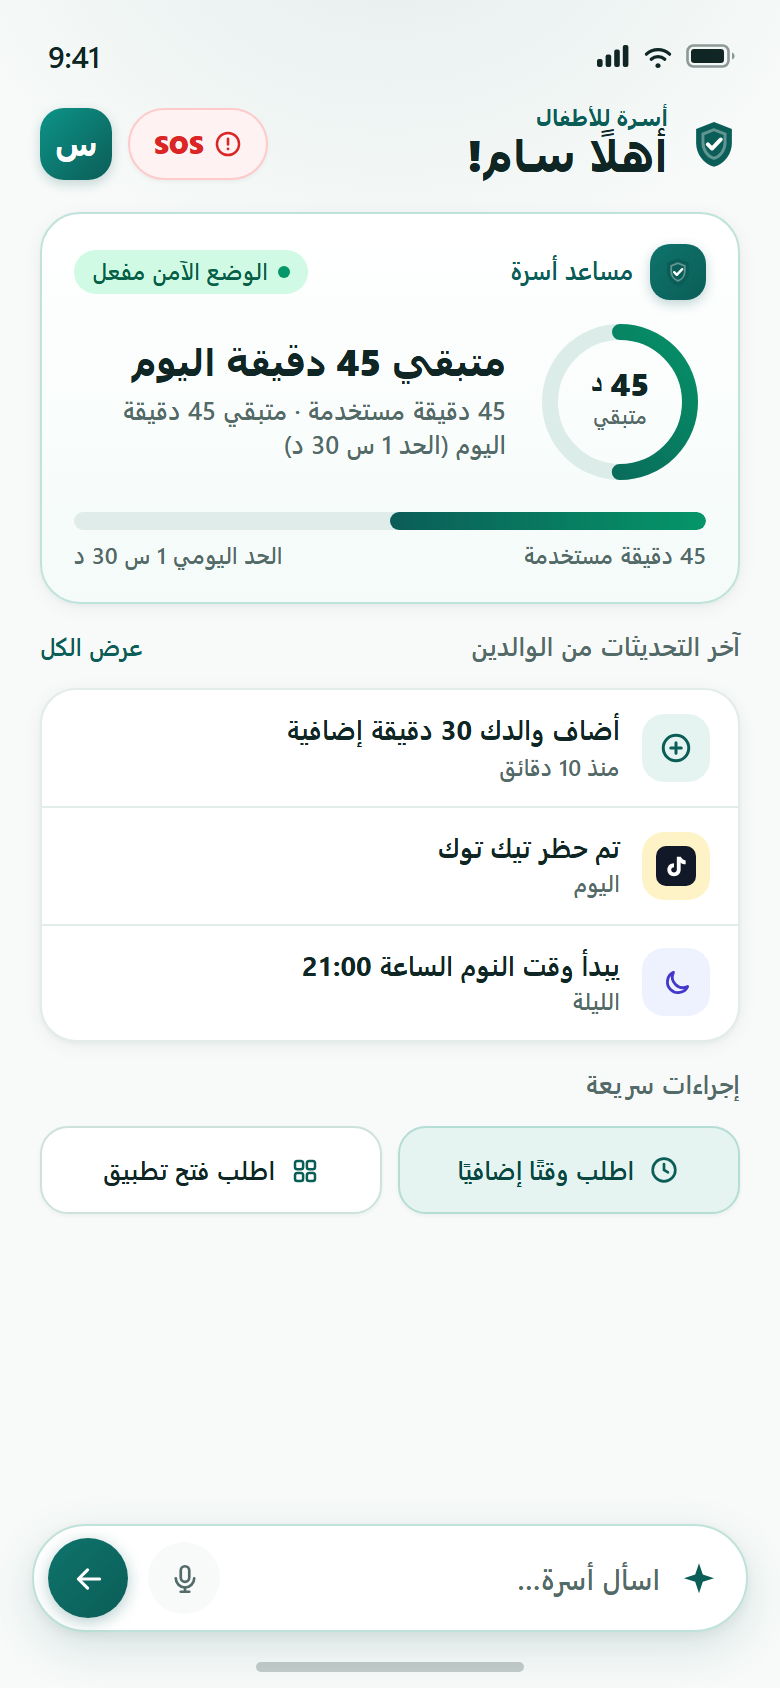 9:41
أسرة للأطفال
أهلًا سام!
SOS
س
مساعد أسرة
الوضع الآمن مفعل
45 د
متبقي
متبقي 45 دقيقة اليوم
45 دقيقة مستخدمة · متبقي 45 دقيقة
اليوم (الحد 1 س 30 د)
45 دقيقة مستخدمة
الحد اليومي 1 س 30 د
آخر التحديثات من الوالدين
عرض الكل
أضاف والدك 30 دقيقة إضافية
منذ 10 دقائق
تم حظر تيك توك
اليوم
يبدأ وقت النوم الساعة 21:00
الليلة
إجراءات سريعة
اطلب وقتًا إضافيًا
اطلب فتح تطبيق
اسأل أسرة...